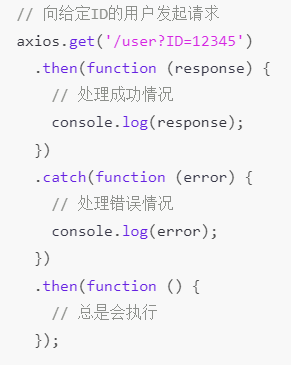 // 向给定ID的用户发起请求
axios.get('/user?ID=12345')
  .then(function (response) {
    // 处理成功情况
    console.log(response);
  })
  .catch(function (error) {
    // 处理错误情况
    console.log(error);
  })
  .then(function () {
    // 总是会执行
  });